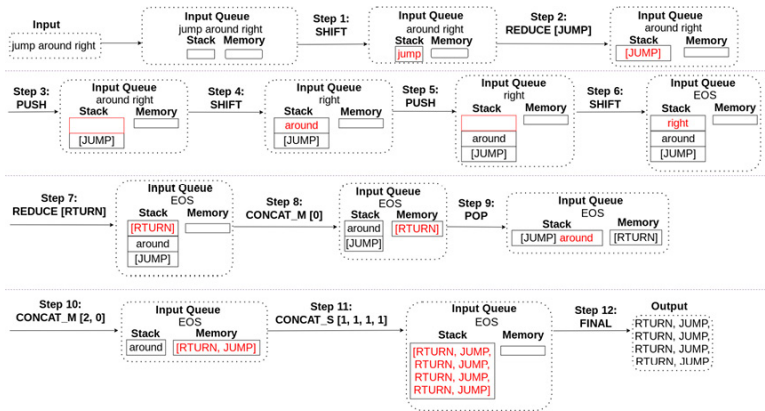 Input
jump around right
Input Queue
jump around right
Stack Memory
Step 1:
SHIFT
Input Queue
around right
Stack Memory
jump
Step 2:
REDUCE [JUMP]
Input Queue
around right
Stack Memory
[JUMP]
Step 3:
PUSH
Input Queue
around right
Stack Memory
[JUMP]
Step 4:
SHIFT
Input Queue
right
Stack Memory
around
[JUMP]
Step 5:
PUSH
Input Queue
right
Stack Memory
around
[JUMP]
Step 6:
SHIFT
Input Queue
EOS
Stack Memory
right
around
[JUMP]
Step 7:
REDUCE [RTURN]
Input Queue
EOS
Stack Memory
[RTURN]
around
[JUMP]
Step 8:
CONCAT_M [0]
Input Queue
EOS
Stack Memory
around [RTURN]
[JUMP]
Step 9:
POP
Input Queue
EOS
Stack Memory
[JUMP] around [RTURN]
Step 10:
CONCAT_M [2, 0]
Input Queue
EOS
Stack Memory
around [RTURN, JUMP]
Step 11:
CONCAT_S [1, 1, 1, 1]
Input Queue
EOS
Stack Memory
[RTURN, JUMP,
RTURN, JUMP,
RTURN, JUMP,
RTURN, JUMP]
Step 12:
FINAL
Output
RTURN, JUMP,
RTURN, JUMP,
RTURN, JUMP,
RTURN, JUMP